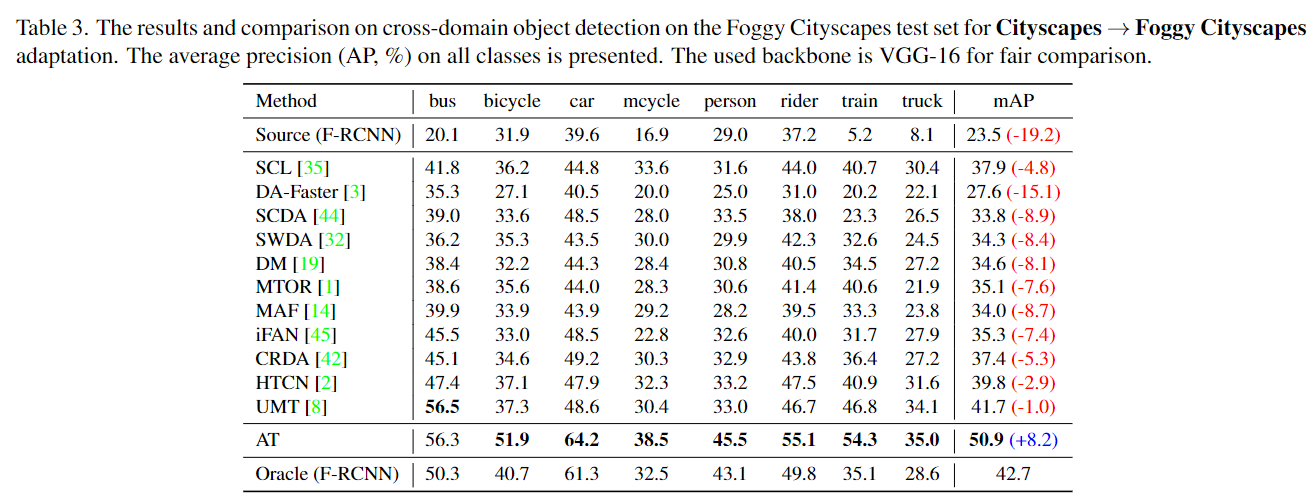 Table 3. The results and comparison on cross-domain object detection on the Foggy Cityscapes test set for Cityscapes → Foggy Cityscapes
adaptation. The average precision (AP, %) on all classes is presented. The used backbone is VGG-16 for fair comparison.
Method bus bicycle car mcycle person rider train truck mAP
Source (F-RCNN) 20.1 31.9 39.6 16.9 29.0 37.2 5.2 8.1 23.5 (-19.2)
SCL [35] 41.8 36.2 44.8 33.6 31.6 44.0 40.7 30.4 37.9 (-4.8)
DA-Faster [3] 35.3 27.1 40.5 20.0 25.0 31.0 20.2 22.1 27.6 (-15.1)
SCDA [44] 39.0 33.6 48.5 28.0 33.5 38.0 23.3 26.5 33.8 (-8.9)
SWDA [32] 36.2 35.3 43.5 30.0 29.9 42.3 32.6 24.5 34.3 (-8.4)
DM [19] 38.4 32.2 44.3 28.4 30.8 40.5 34.5 27.2 34.6 (-8.1)
MTOR [1] 38.6 35.6 44.0 28.3 30.6 41.4 40.6 21.9 35.1 (-7.6)
MAF [14] 39.9 33.9 43.9 29.2 28.2 39.5 33.3 23.8 34.0 (-8.7)
iFAN [45] 45.5 33.0 48.5 22.8 32.6 40.0 31.7 27.9 35.3 (-7.4)
CRDA [42] 45.1 34.6 49.2 30.3 32.9 43.8 36.4 27.2 37.4 (-5.3)
HTCN [2] 47.4 37.1 47.9 32.3 33.2 47.5 40.9 31.6 39.8 (-2.9)
UMT [8] 56.5 37.3 48.6 30.4 33.0 46.7 46.8 34.1 41.7 (-1.0)
AT 56.3 51.9 64.2 38.5 45.5 55.1 54.3 35.0 50.9 (+8.2)
Oracle (F-RCNN) 50.3 40.7 61.3 32.5 43.1 49.8 35.1 28.6 42.7